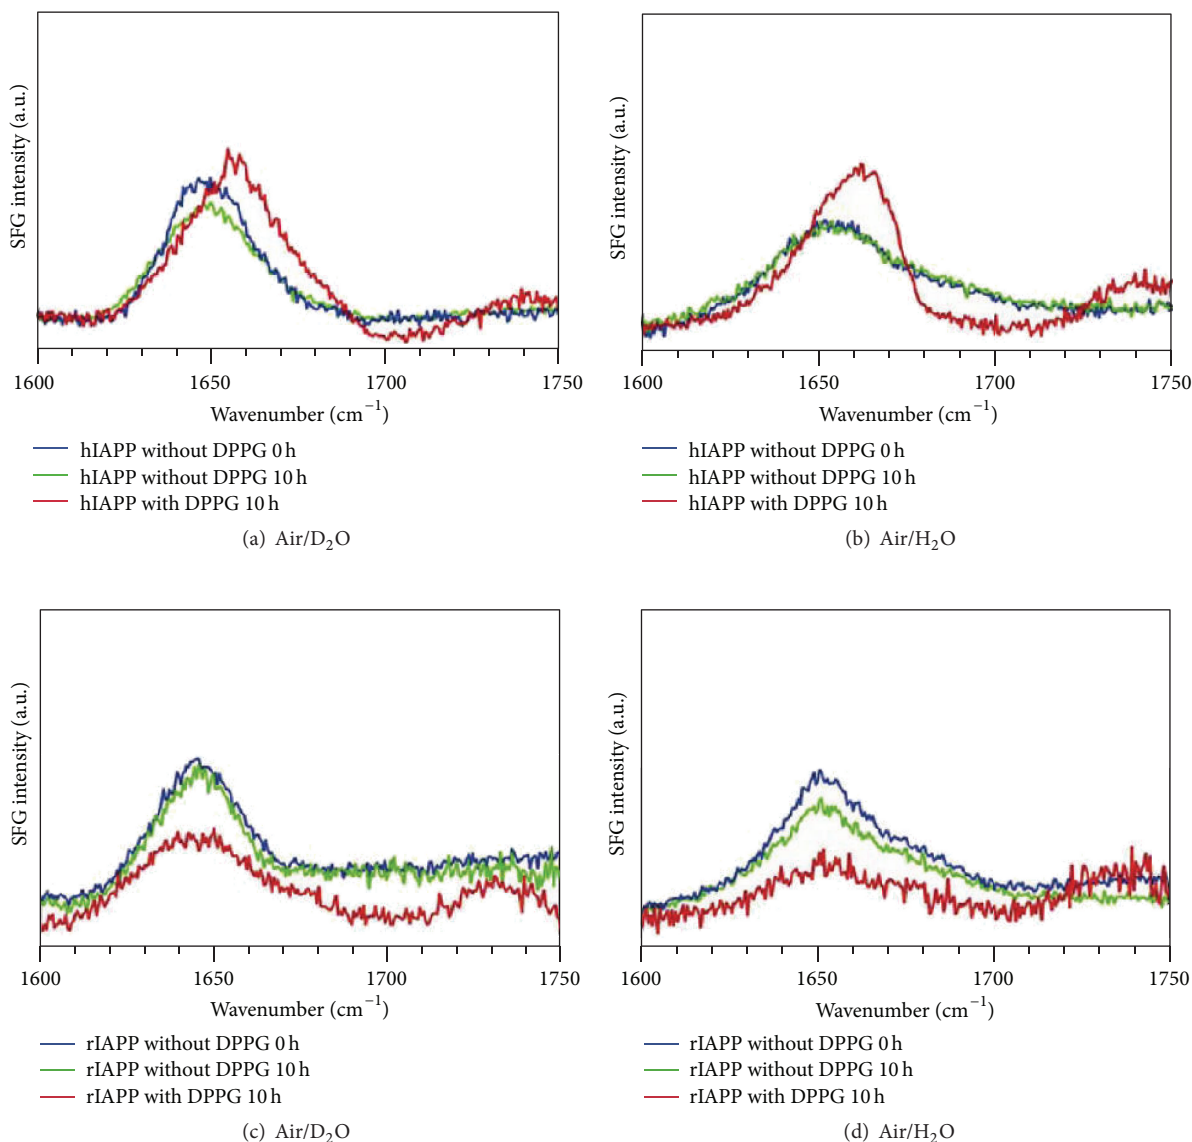 SFG intensity (a.u.)
1600 1650 1700 1750
Wavenumber (cm⁻¹)
hIAPP without DPPG 0 h
hIAPP without DPPG 10 h
hIAPP with DPPG 10 h
(a) Air/D₂O
SFG intensity (a.u.)
1600 1650 1700 1750
Wavenumber (cm⁻¹)
hIAPP without DPPG 0 h
hIAPP without DPPG 10 h
hIAPP with DPPG 10 h
(b) Air/H₂O
SFG intensity (a.u.)
1600 1650 1700 1750
Wavenumber (cm⁻¹)
rIAPP without DPPG 0 h
rIAPP without DPPG 10 h
rIAPP with DPPG 10 h
(c) Air/D₂O
SFG intensity (a.u.)
1600 1650 1700 1750
Wavenumber (cm⁻¹)
rIAPP without DPPG 0 h
rIAPP without DPPG 10 h
rIAPP with DPPG 10 h
(d) Air/H₂O